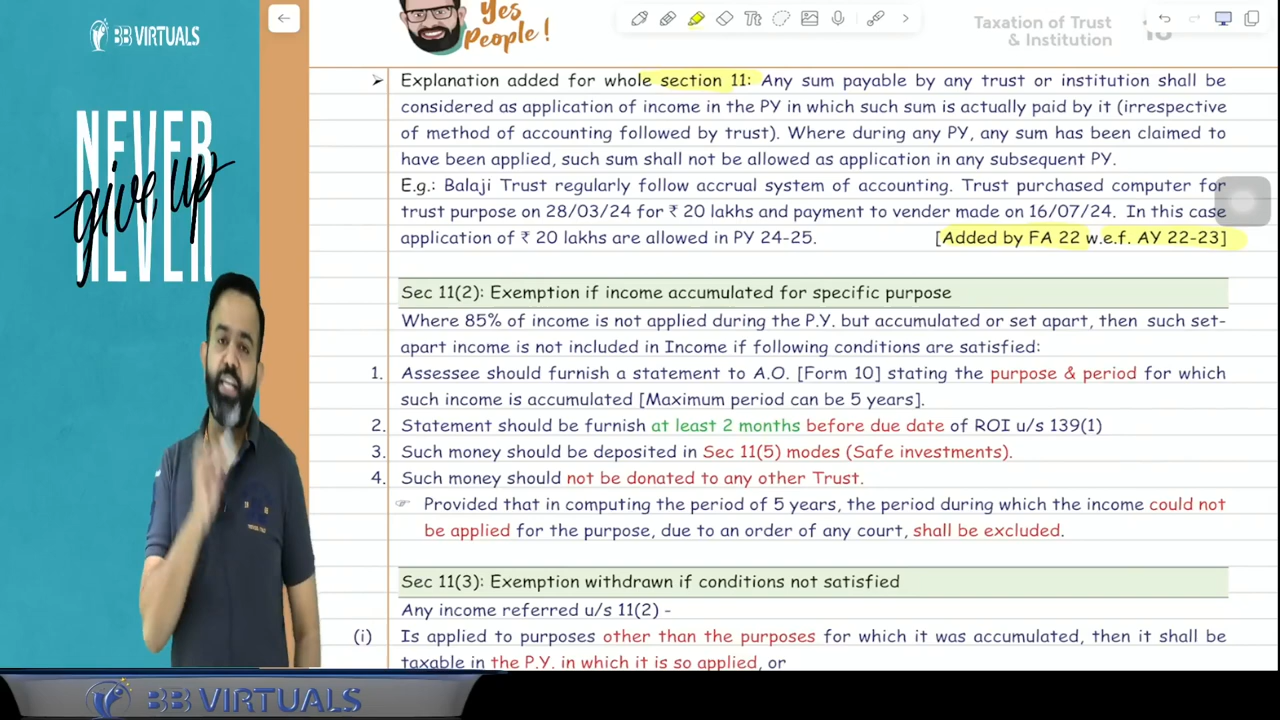 BB VIRTUALS
NEVER
give up
NEVER
Yes
People!
Tt
Taxation of Trust
& Institution
Explanation added for whole section 11: Any sum payable by any trust or institution shall be
considered as application of income in the PY in which such sum is actually paid by it (irrespective
of method of accounting followed by trust). Where during any PY, any sum has been claimed to
have been applied, such sum shall not be allowed as application in any subsequent PY.
E.g.: Balaji Trust regularly follow accrual system of accounting. Trust purchased computer for
trust purpose on 28/03/24 for ₹ 20 lakhs and payment to vender made on 16/07/24. In this case
application of ₹ 20 lakhs are allowed in PY 24-25. [Added by FA 22 w.e.f. AY 22-23]
Sec 11(2): Exemption if income accumulated for specific purpose
Where 85% of income is not applied during the P.Y. but accumulated or set apart, then such set-
apart income is not included in Income if following conditions are satisfied:
1. Assessee should furnish a statement to A.O. [Form 10] stating the purpose & period for which
such income is accumulated [Maximum period can be 5 years].
2. Statement should be furnish at least 2 months before due date of ROI u/s 139(1)
3. Such money should be deposited in Sec 11(5) modes (Safe investments).
4. Such money should not be donated to any other Trust.
Provided that in computing the period of 5 years, the period during which the income could not
be applied for the purpose, due to an order of any court, shall be excluded.
Sec 11(3): Exemption withdrawn if conditions not satisfied
Any income referred u/s 11(2) -
(i) Is applied to purposes other than the purposes for which it was accumulated, then it shall be
taxable in the P.Y. in which it is so applied, or
BB VIRTUALS